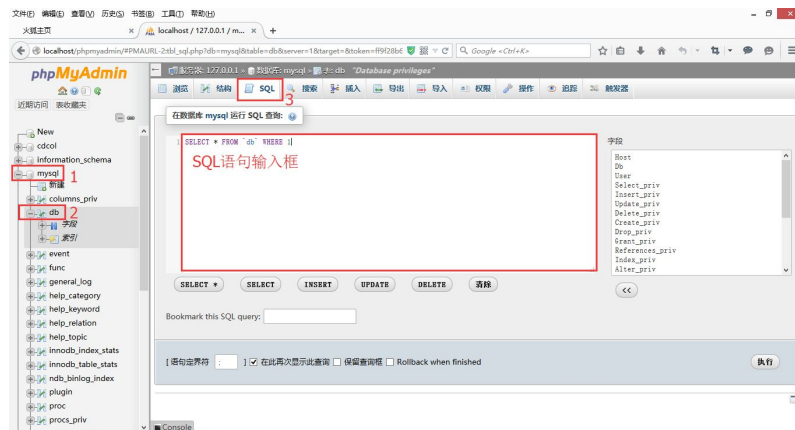 文件(F) 编辑(E) 查看(V) 历史(S) 书签(B) 工具(T) 帮助(H)
火狐主页
localhost / 127.0.0.1 / m...
localhost/phpmyadmin/#PMAURL-2:tbl_sql.php?db=mysql&table=db&server=1&target=&token=ff9f28b6
Google <Ctrl+K>
phpMyAdmin
近期访问 表收藏夹
New
cdcol
information_schema
mysql 1
新建
columns_priv
db 2
字段
索引
event
func
general_log
help_category
help_keyword
help_relation
help_topic
innodb_index_stats
innodb_table_stats
ndb_binlog_index
plugin
proc
procs_priv
服务器: 127.0.0.1 » 数据库: mysql » 表: db "Database privileges"
浏览 结构 SQL 搜索 插入 导出 导入 权限 操作 追踪 触发器
3
在数据库 mysql 运行 SQL 查询:
1 SELECT * FROM `db` WHERE 1
SQL语句输入框
字段
Host
Db
User
Select_priv
Insert_priv
Update_priv
Delete_priv
Create_priv
Drop_priv
Grant_priv
References_priv
Index_priv
Alter_priv
SELECT * SELECT INSERT UPDATE DELETE 清除
<<
Bookmark this SQL query:
[ 语句定界符 ; ] 在此再次显示此查询 保留查询框 Rollback when finished
执行
Console